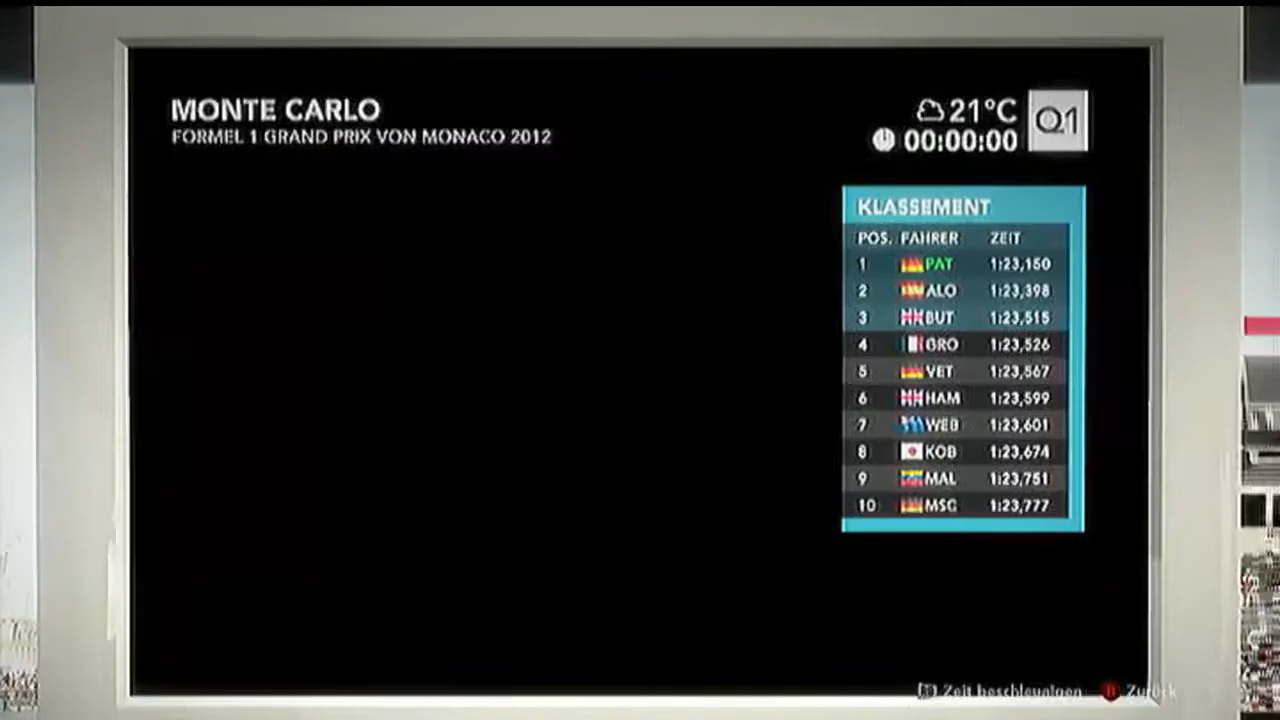 MONTE CARLO
FORMEL 1 GRAND PRIX VON MONACO 2012
21°C
00:00:00
Q1
KLASSEMENT
POS. FAHRER ZEIT
1 PAT 1:23,150
2 ALO 1:23,398
3 BUT 1:23,515
4 GRO 1:23,526
5 VET 1:23,567
6 HAM 1:23,599
7 WEB 1:23,601
8 KOB 1:23,674
9 MAL 1:23,751
10 MSC 1:23,777
Zeit beschleunigen Zurück